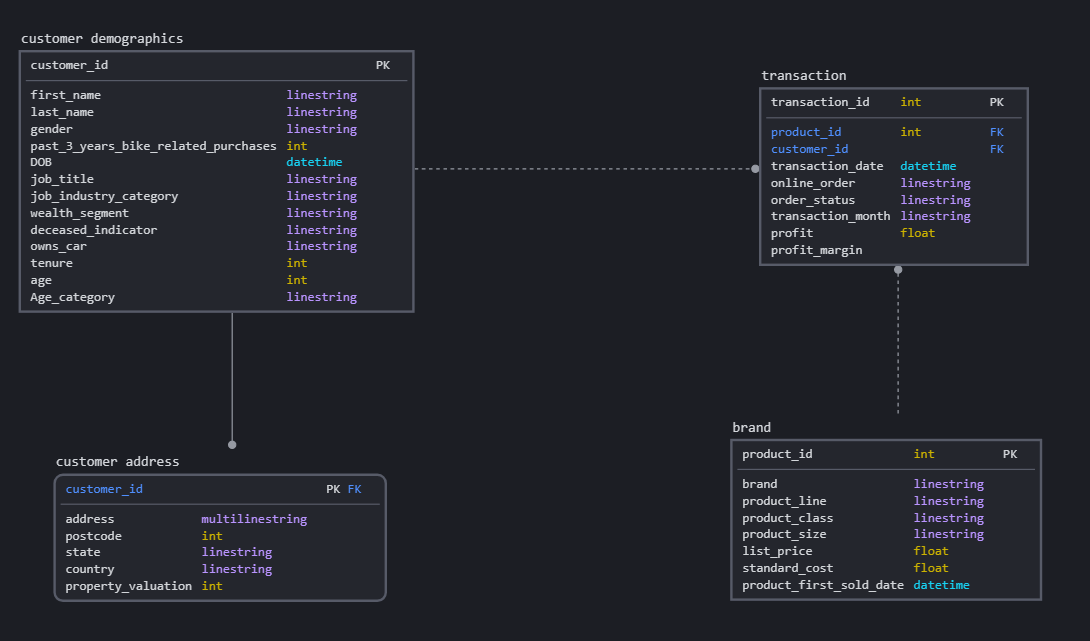 customer demographics
customer_id PK
first_name linestring
last_name linestring
gender linestring
past_3_years_bike_related_purchases int
DOB datetime
job_title linestring
job_industry_category linestring
wealth_segment linestring
deceased_indicator linestring
owns_car linestring
tenure int
age int
Age_category linestring
transaction
transaction_id int PK
product_id int FK
customer_id FK
transaction_date datetime
online_order linestring
order_status linestring
transaction_month linestring
profit float
profit_margin
customer address
customer_id PK FK
address multilinestring
postcode int
state linestring
country linestring
property_valuation int
brand
product_id int PK
brand linestring
product_line linestring
product_class linestring
product_size linestring
list_price float
standard_cost float
product_first_sold_date datetime